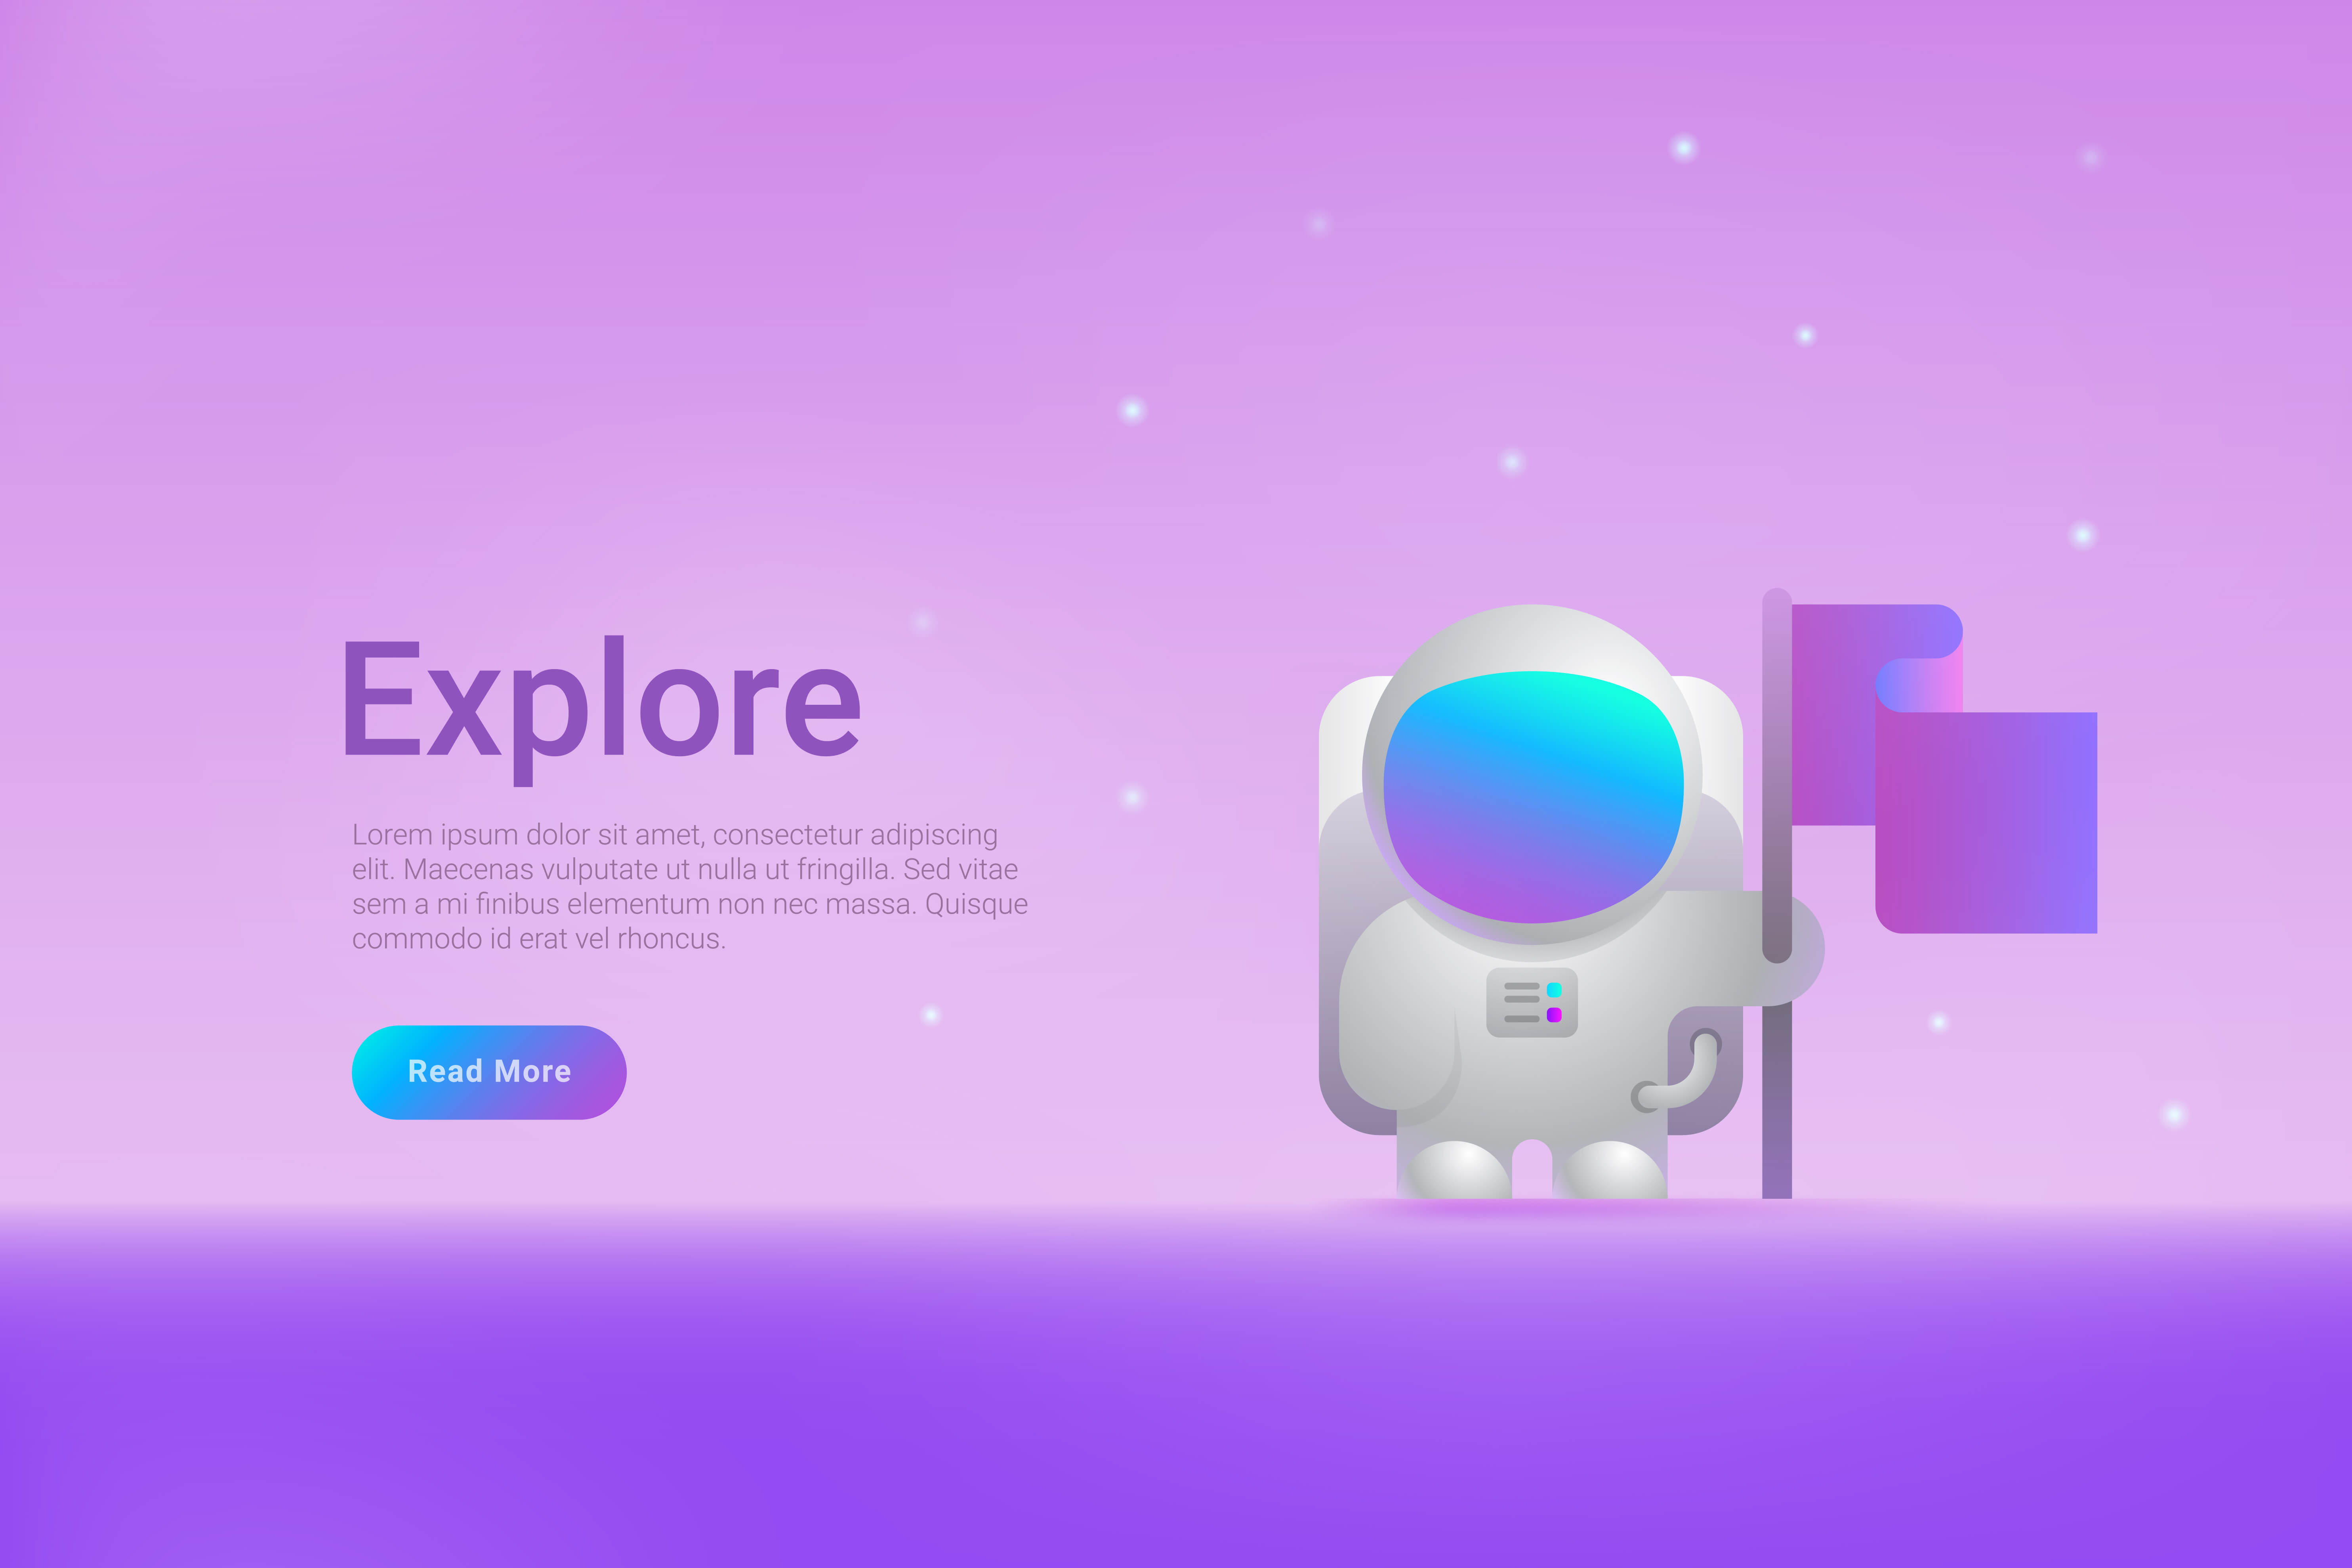 Explore
Lorem ipsum dolor sit amet, consectetur adipiscing
elit. Maecenas vulputate ut nulla ut fringilla. Sed vitae
sem a mi finibus elementum non nec massa. Quisque
commodo id erat vel rhoncus.
Read More